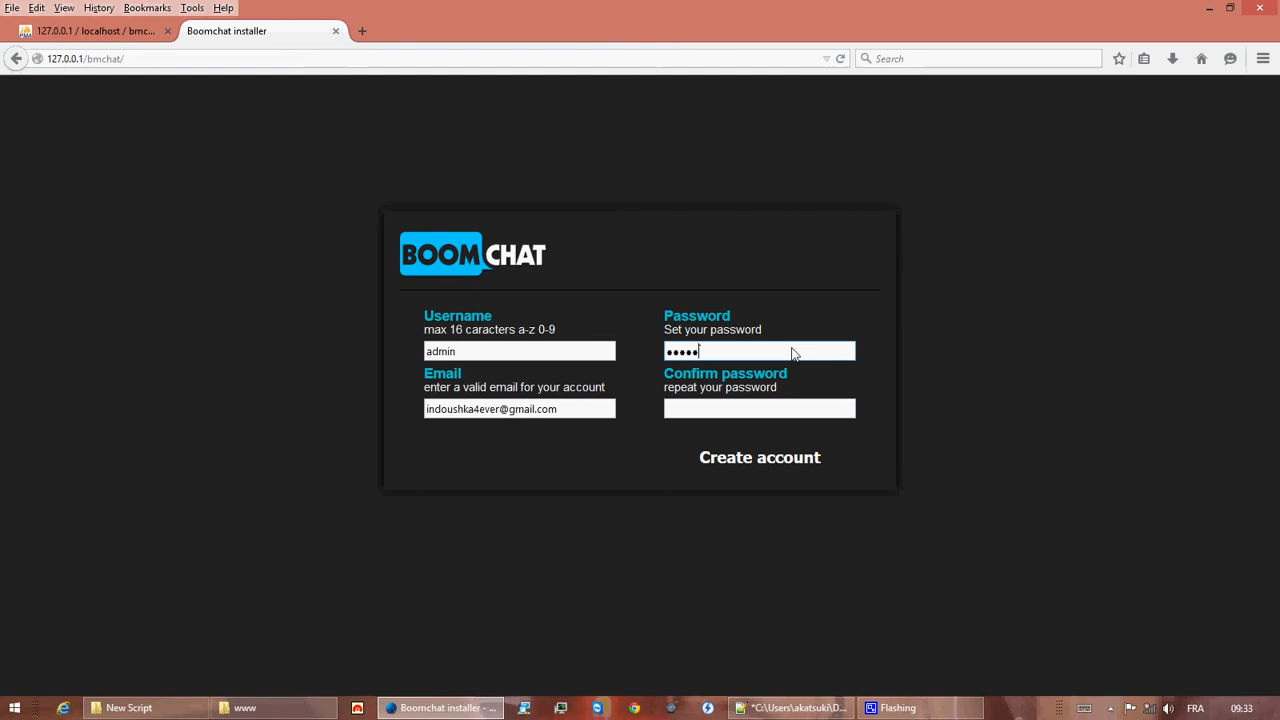 File Edit View History Bookmarks Tools Help
127.0.0.1 / localhost / bmc...
Boomchat installer
127.0.0.1/bmchat/
Search
BOOM CHAT
Username
max 16 caracters a-z 0-9
admin
Password
Set your password
•••••
Email
enter a valid email for your account
indoushka4ever@gmail.com
Confirm password
repeat your password
Create account
New Script
www
Boomchat installer - ...
*C:\Users\akatsuki\D...
Flashing
FRA
09:33